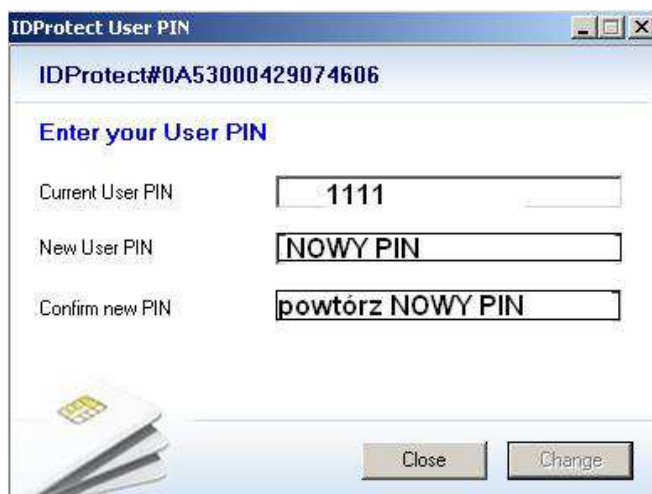 IDProtect User PIN
IDProtect#0A53000429074606
Enter your User PIN
Current User PIN 1111
New User PIN NOWY PIN
Confirm new PIN powtórz NOWY PIN
Close Change